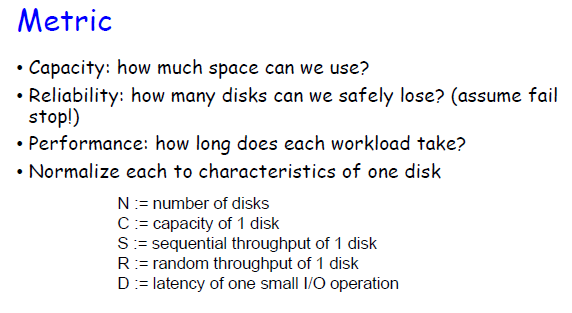 Metric
• Capacity: how much space can we use?
• Reliability: how many disks can we safely lose? (assume fail
stop!)
• Performance: how long does each workload take?
• Normalize each to characteristics of one disk
N := number of disks
C := capacity of 1 disk
S := sequential throughput of 1 disk
R := random throughput of 1 disk
D := latency of one small I/O operation